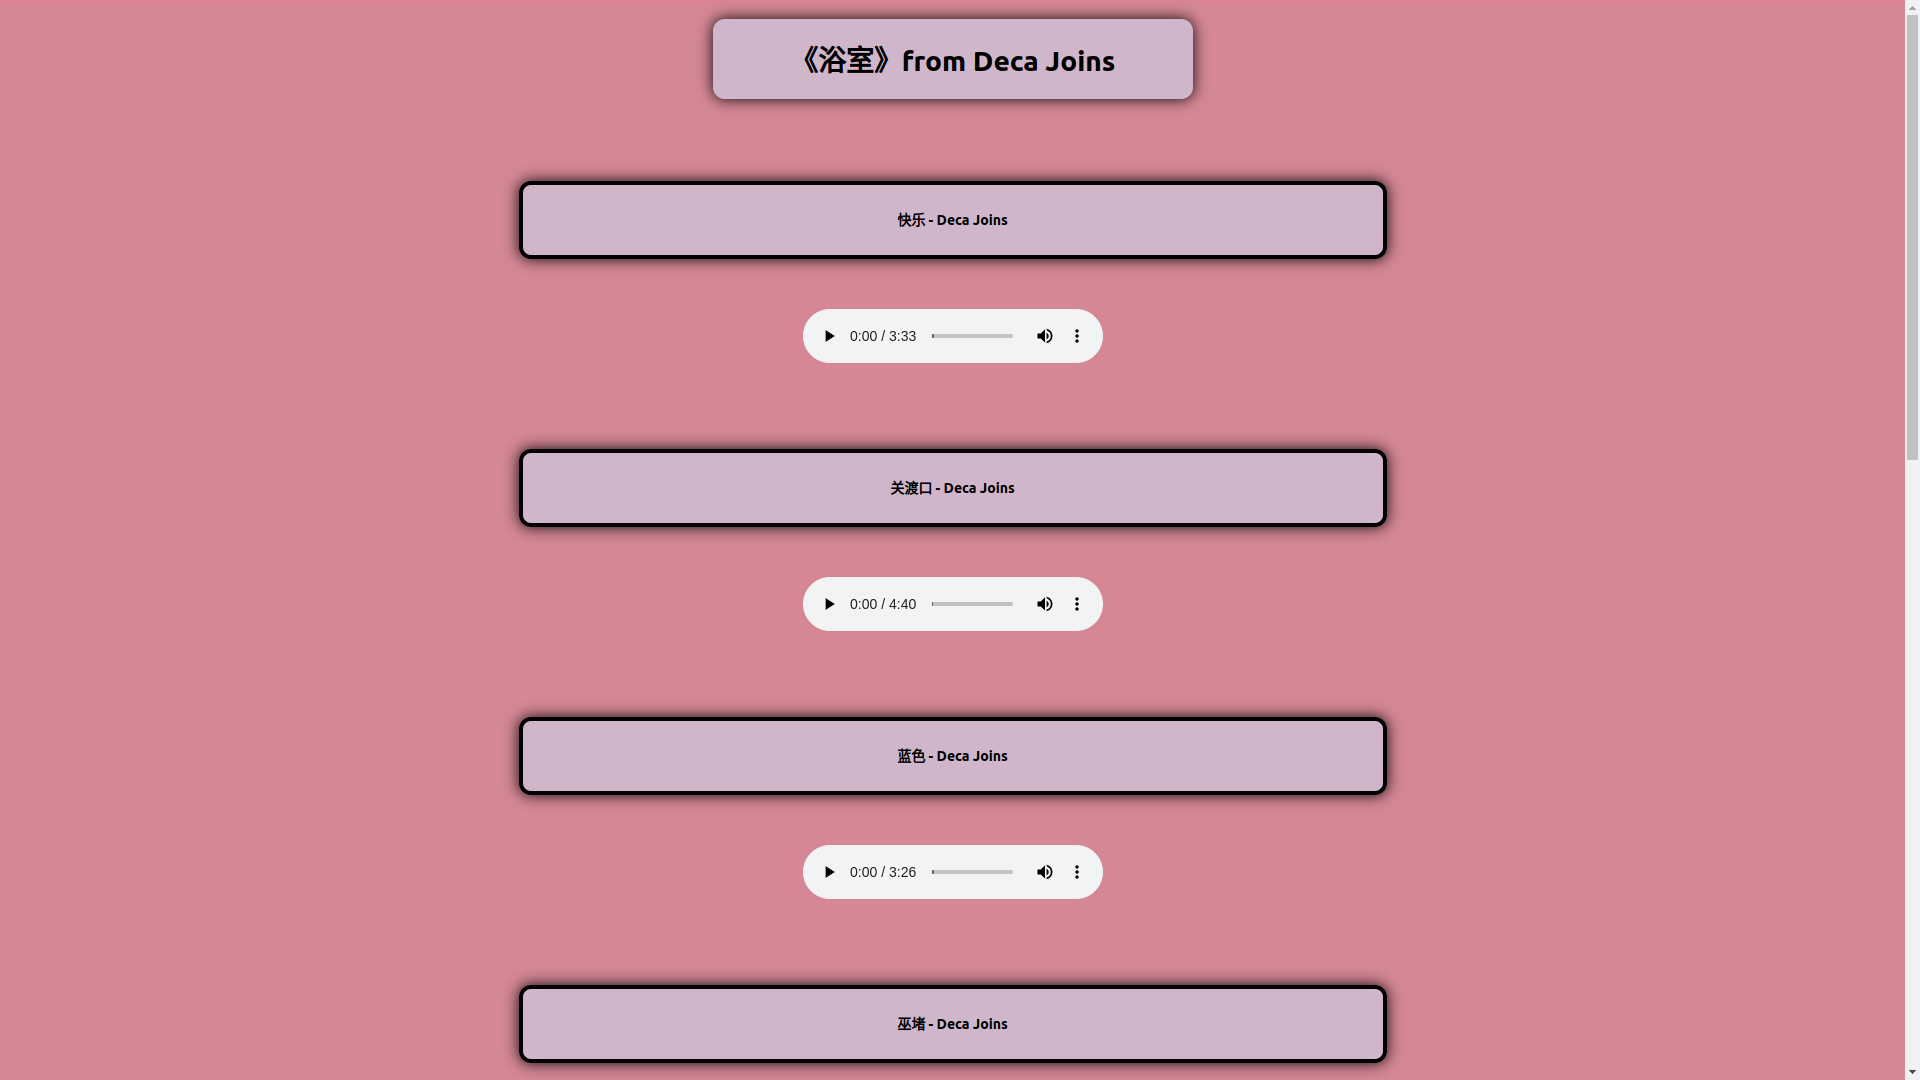 《浴室》from Deca Joins
快乐 - Deca Joins
0:00 / 3:33
关渡口 - Deca Joins
0:00 / 4:40
蓝色 - Deca Joins
0:00 / 3:26
巫堵 - Deca Joins